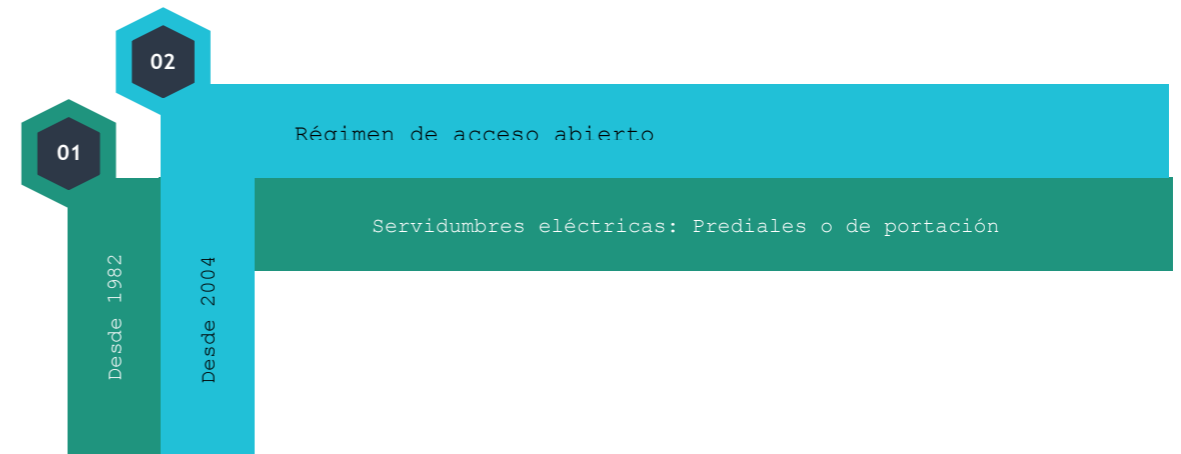 02
Régimen de acceso abierto
01
Servidumbres eléctricas: Prediales o de portación
Desde 1982
Desde 2004